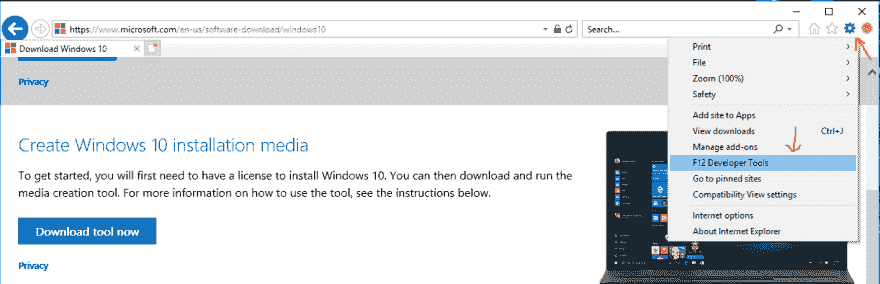 https://www.microsoft.com/en-us/software-download/windows10
Search...
Download Windows 10
Privacy
Create Windows 10 installation media
To get started, you will first need to have a license to install Windows 10. You can then download and run the
media creation tool. For more information on how to use the tool, see the instructions below.
Download tool now
Privacy
Print
File
Zoom (100%)
Safety
Add site to Apps
View downloads Ctrl+J
Manage add-ons
F12 Developer Tools
Go to pinned sites
Compatibility View settings
Internet options
About Internet Explorer